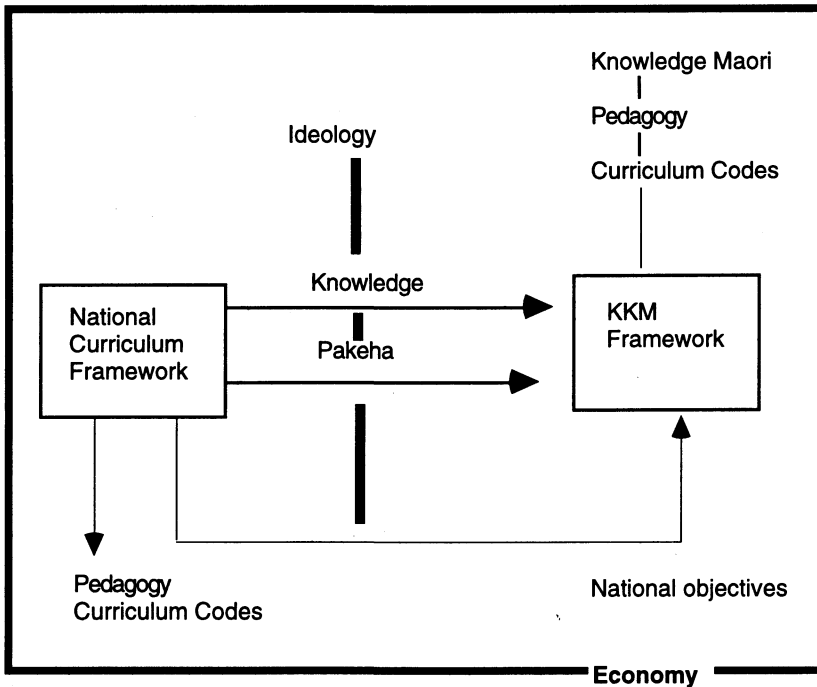 Knowledge Maori
Pedagogy
Curriculum Codes
Ideology
Knowledge
Pakeha
National
Curriculum
Framework
KKM
Framework
Pedagogy
Curriculum Codes
National objectives
Economy